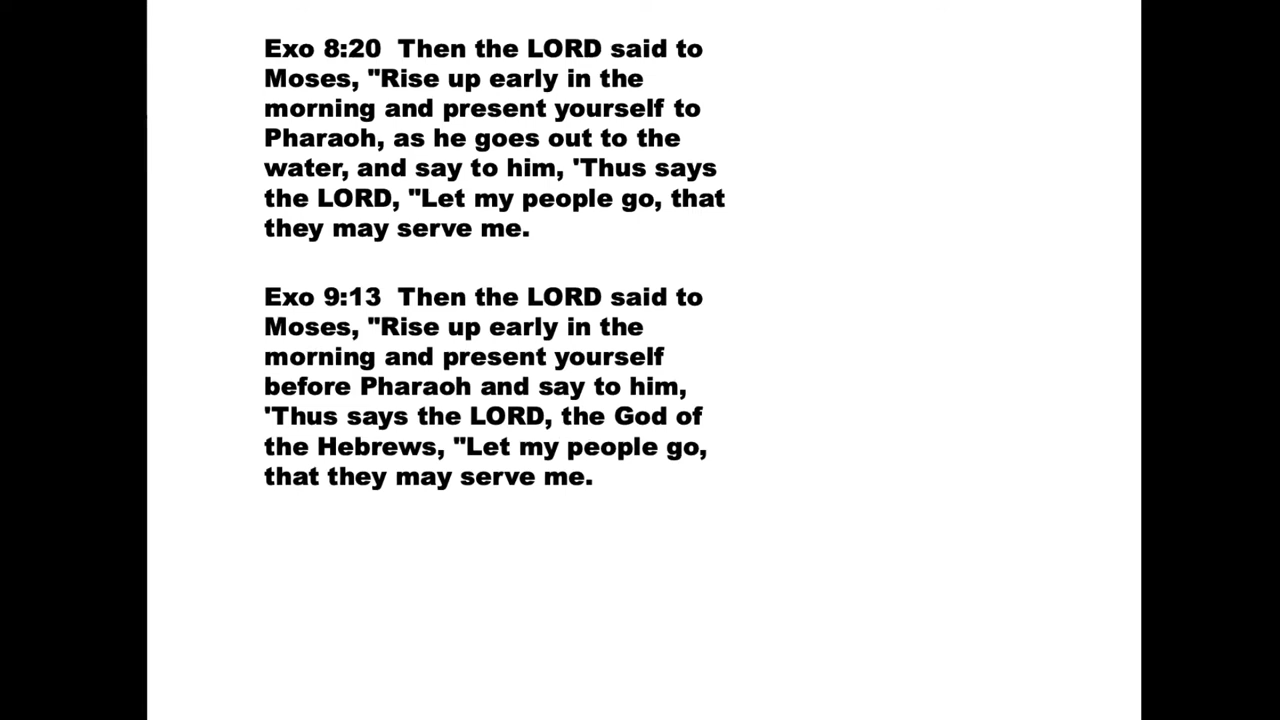 Exo 8:20  Then the LORD said to
Moses, "Rise up early in the
morning and present yourself to
Pharaoh, as he goes out to the
water, and say to him, 'Thus says
the LORD, "Let my people go, that
they may serve me.
Exo 9:13  Then the LORD said to
Moses, "Rise up early in the
morning and present yourself
before Pharaoh and say to him,
'Thus says the LORD, the God of
the Hebrews, "Let my people go,
that they may serve me.